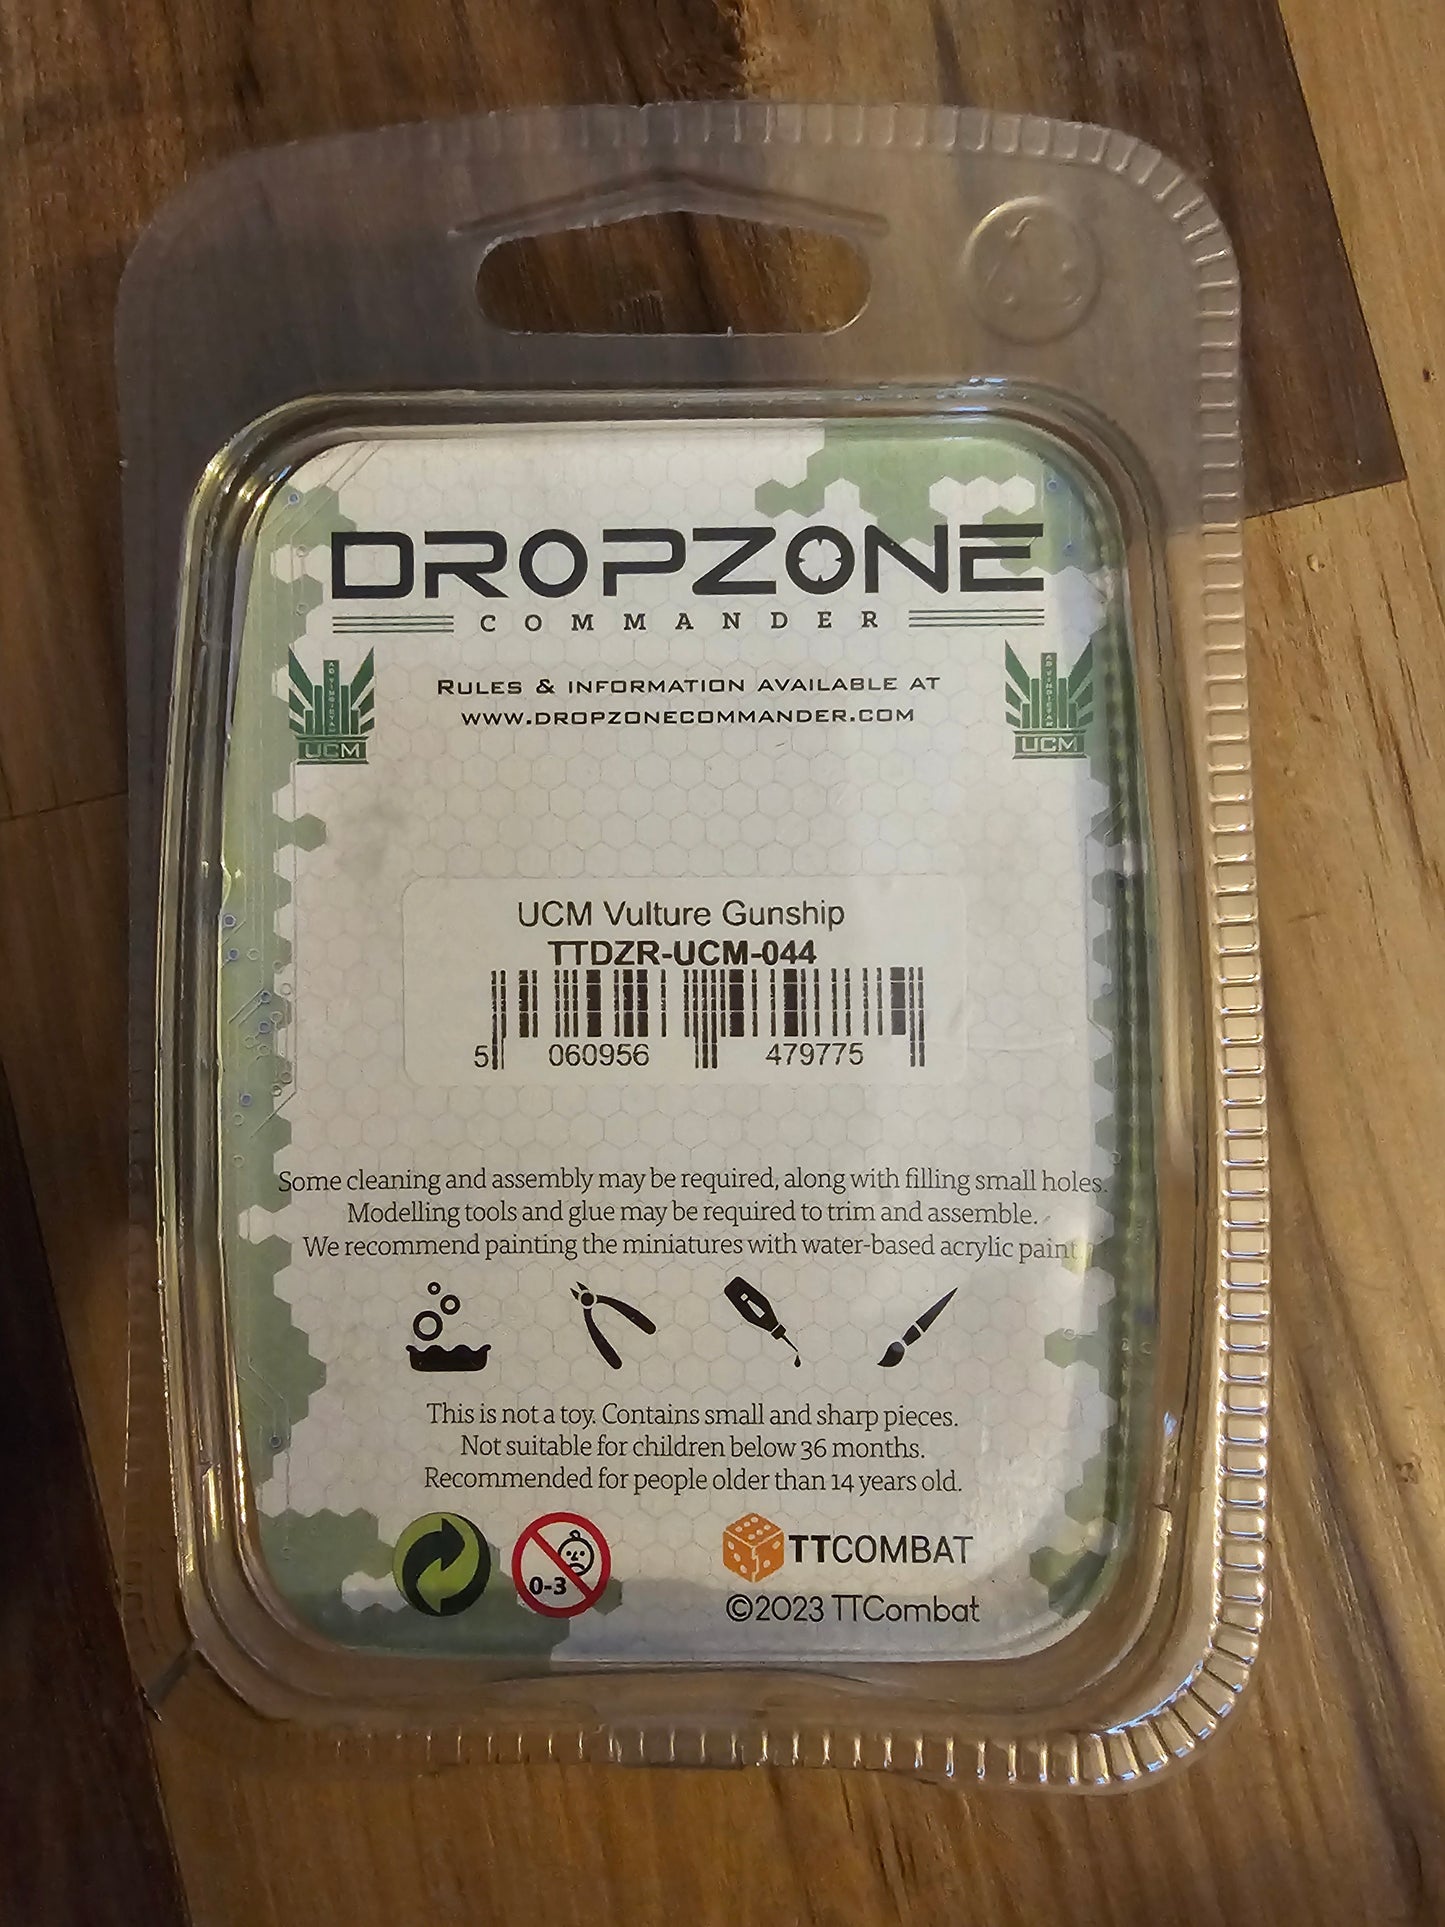 DROPZONE
COMMANDER
RULES & INFORMATION AVAILABLE AT
WWW.DROPZONECOMMANDER.COM
UCM
UCM
UCM Vulture Gunship
TTDZR-UCM-044
5 060956 479775
Some cleaning and assembly may be required, along with filling small holes.
Modelling tools and glue may be required to trim and assemble.
We recommend painting the miniatures with water-based acrylic paint
This is not a toy. Contains small and sharp pieces.
Not suitable for children below 36 months.
Recommended for people older than 14 years old.
0-3
TTCOMBAT
©2023 TTCombat